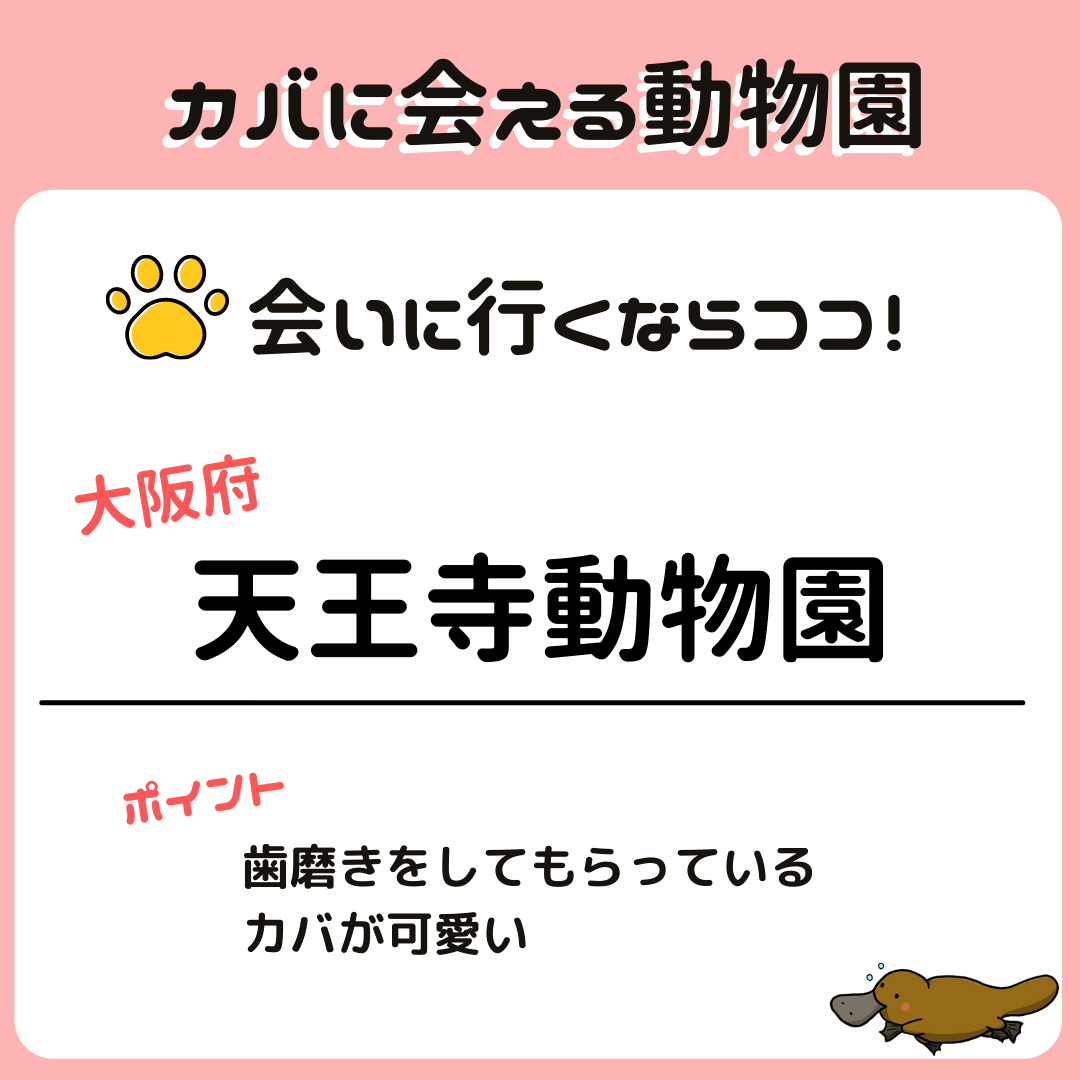 カバに会える動物園
会いに行くならココ!
大阪府
天王寺動物園
ポイント
歯磨きをしてもらっている
カバが可愛い